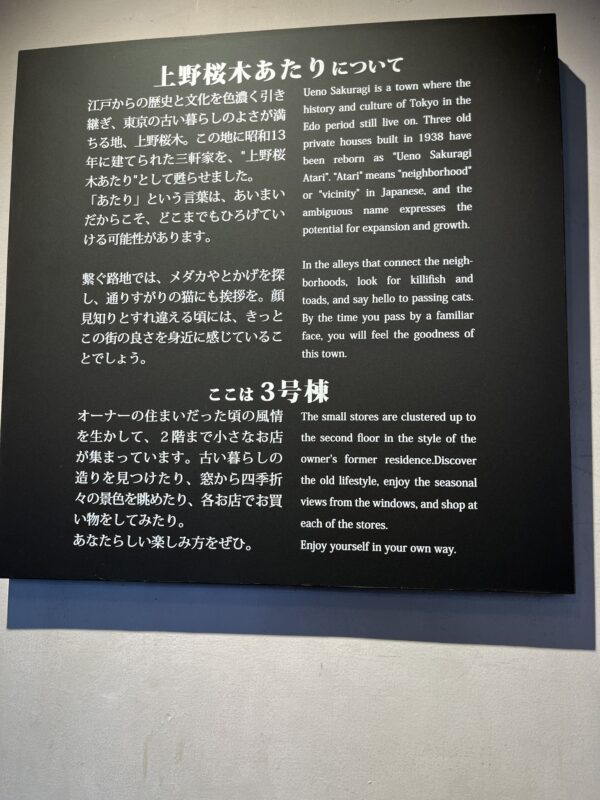 上野桜木あたりについて
江戸からの歴史と文化を色濃く引き
継ぎ、東京の古い暮らしのよさが満
ちる地、上野桜木。この地に昭和13
年に建てられた三軒家を、"上野桜
木あたり"として甦らせました。
「あたり」という言葉は、あいまい
だからこそ、どこまでもひろげてい
ける可能性があります。
繋ぐ路地では、メダカやとかげを探
し、通りすがりの猫にも挨拶を。顔
見知りとすれ違える頃には、きっと
この街の良さを身近に感じているこ
とでしょう。
Ueno Sakuragi is a town where the
history and culture of Tokyo in the
Edo period still live on. Three old
private houses built in 1938 have
been reborn as "Ueno Sakuragi
Atari". "Atari" means "neighborhood"
or "vicinity" in Japanese, and the
ambiguous name expresses the
potential for expansion and growth.
In the alleys that connect the neigh-
borhoods, look for killifish and
toads, and say hello to passing cats.
By the time you pass by a familiar
face, you will feel the goodness of
this town.
ここは 3号棟
オーナーの住まいだった頃の風情
を生かして、２階まで小さなお店
が集まっています。古い暮らしの
造りを見つけたり、窓から四季折
々の景色を眺めたり、各お店でお買
い物をしてみたり。
あなたらしい楽しみ方をぜひ。
The small stores are clustered up to
the second floor in the style of the
owner's former residence.Discover
the old lifestyle, enjoy the seasonal
views from the windows, and shop at
each of the stores.
Enjoy yourself in your own way.